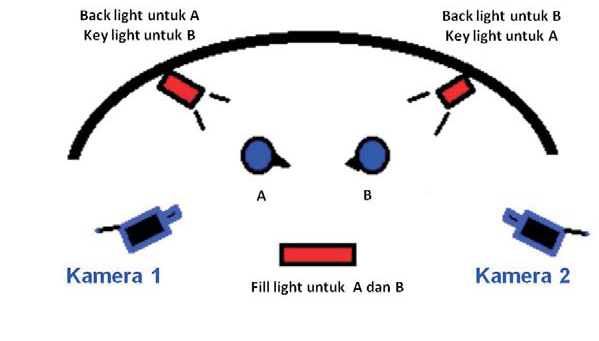 Back light untuk A
Key light untuk B
Back light untuk B
Key light untuk A
A
B
Kamera 1
Kamera 2
Fill light untuk A dan B